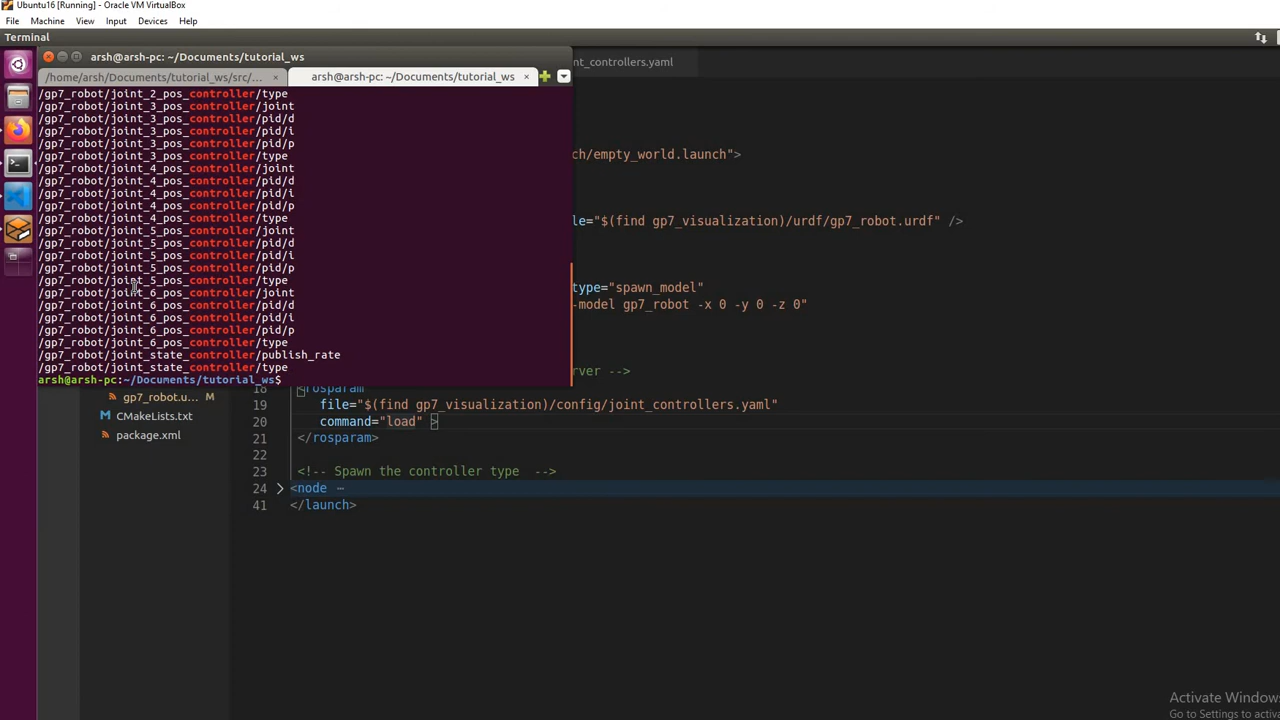 Ubuntu16 [Running] - Oracle VM VirtualBox
File Machine View Input Devices Help
Terminal
arsh@arsh-pc: ~/Documents/tutorial_ws
/home/arsh/Documents/tutorial_ws/src/... × arsh@arsh-pc: ~/Documents/tutorial_ws ×
nt_controllers.yaml
/gp7_robot/joint_2_pos_controller/type
/gp7_robot/joint_3_pos_controller/joint
/gp7_robot/joint_3_pos_controller/pid/d
/gp7_robot/joint_3_pos_controller/pid/i
/gp7_robot/joint_3_pos_controller/pid/p
/gp7_robot/joint_3_pos_controller/type
/gp7_robot/joint_4_pos_controller/joint
/gp7_robot/joint_4_pos_controller/pid/d
/gp7_robot/joint_4_pos_controller/pid/i
/gp7_robot/joint_4_pos_controller/pid/p
/gp7_robot/joint_4_pos_controller/type
/gp7_robot/joint_5_pos_controller/joint
/gp7_robot/joint_5_pos_controller/pid/d
/gp7_robot/joint_5_pos_controller/pid/i
/gp7_robot/joint_5_pos_controller/pid/p
/gp7_robot/joint_5_pos_controller/type
/gp7_robot/joint_6_pos_controller/joint
/gp7_robot/joint_6_pos_controller/pid/d
/gp7_robot/joint_6_pos_controller/pid/i
/gp7_robot/joint_6_pos_controller/pid/p
/gp7_robot/joint_6_pos_controller/type
/gp7_robot/joint_state_controller/publish_rate
/gp7_robot/joint_state_controller/type
arsh@arsh-pc:~/Documents/tutorial_ws$
ch/empty_world.launch">
le="$(find gp7_visualization)/urdf/gp7_robot.urdf" />
type="spawn_model"
-model gp7_robot -x 0 -y 0 -z 0"
rver -->
gp7_robot.u... M
CMakeLists.txt
package.xml
18 <rosparam
19 file="$(find gp7_visualization)/config/joint_controllers.yaml"
20 command="load" >
21 </rosparam>
22
23 <!-- Spawn the controller type -->
24 <node ...
41 </launch>
Activate Windows
Go to Settings to activa